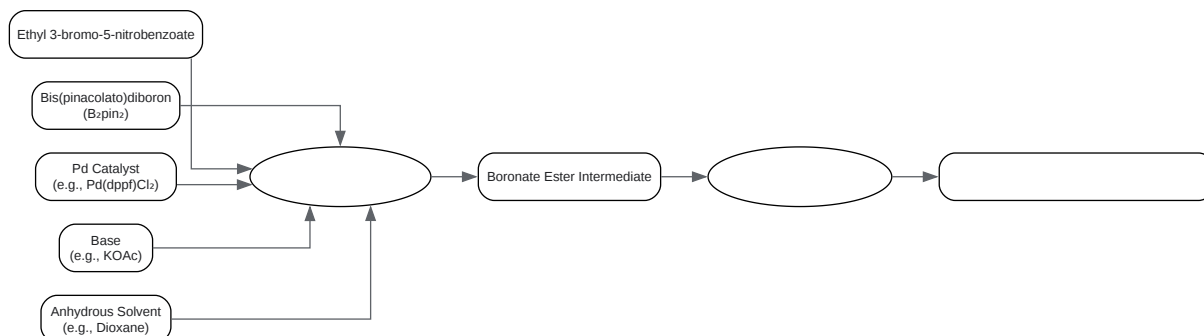 Ethyl 3-bromo-5-nitrobenzoate
Bis(pinacolato)diboron
(B₂pin₂)
Pd Catalyst
(e.g., Pd(dppf)Cl₂)
Base
(e.g., KOAc)
Anhydrous Solvent
(e.g., Dioxane)
Boronate Ester Intermediate